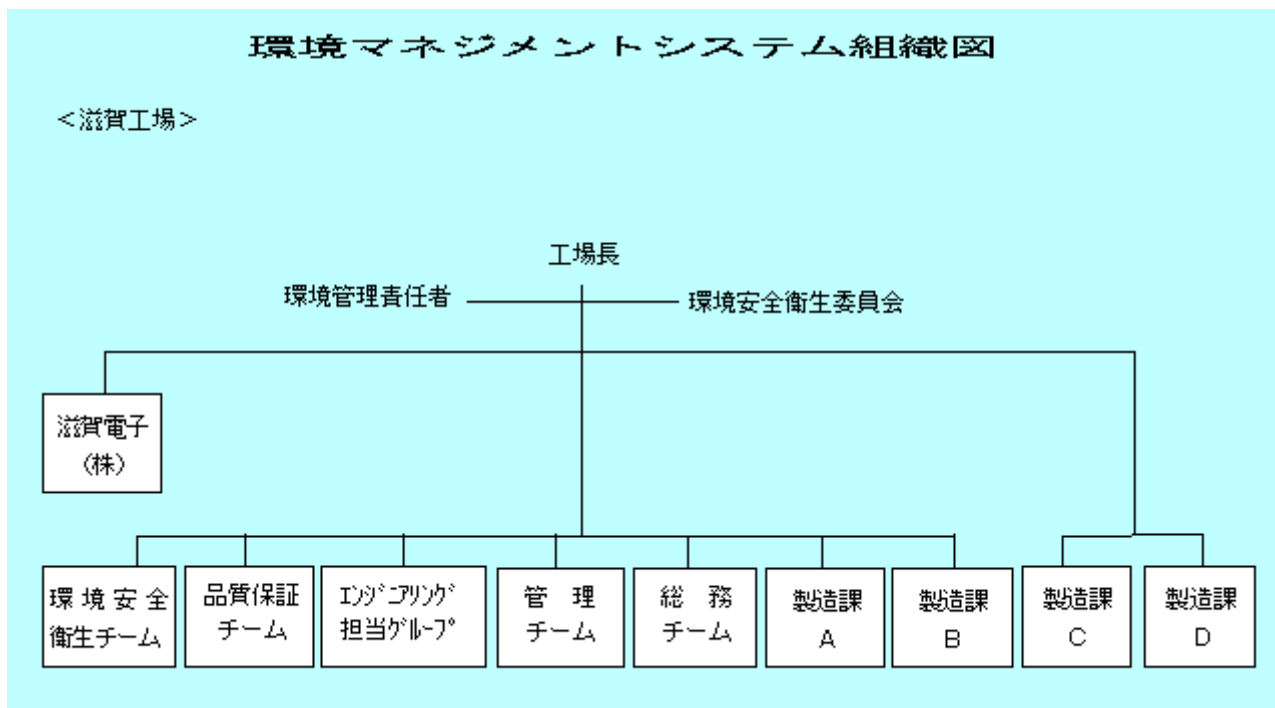 環境マネジメントシステム組織図
＜滋賀工場＞
工場長
環境管理責任者
環境安全衛生委員会
滋賀電子
（株）
環境安全
衛生チーム
品質保証
チーム
ｴﾝｼﾞﾆｱﾘﾝｸﾞ
担当ｸﾞﾙｰﾌﾟ
管　理
チーム
総　務
チーム
製造課
A
製造課
B
製造課
C
製造課
D